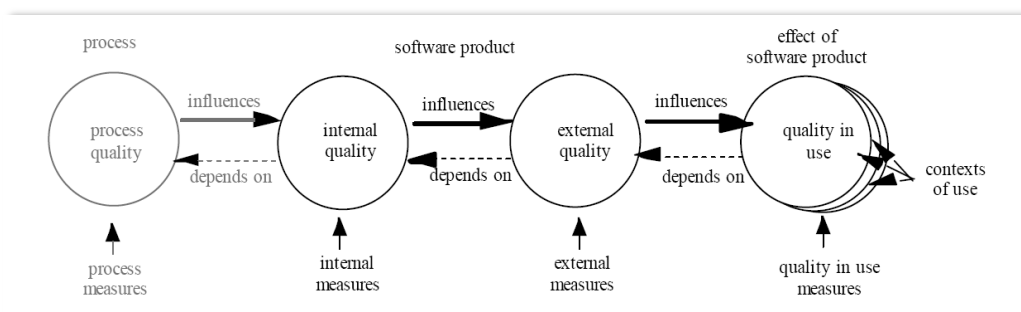 process
software product
effect of
software product
process
quality
influences
depends on
internal
quality
influences
depends on
external
quality
influences
depends on
quality in
use
contexts
of use
process
measures
internal
measures
external
measures
quality in use
measures